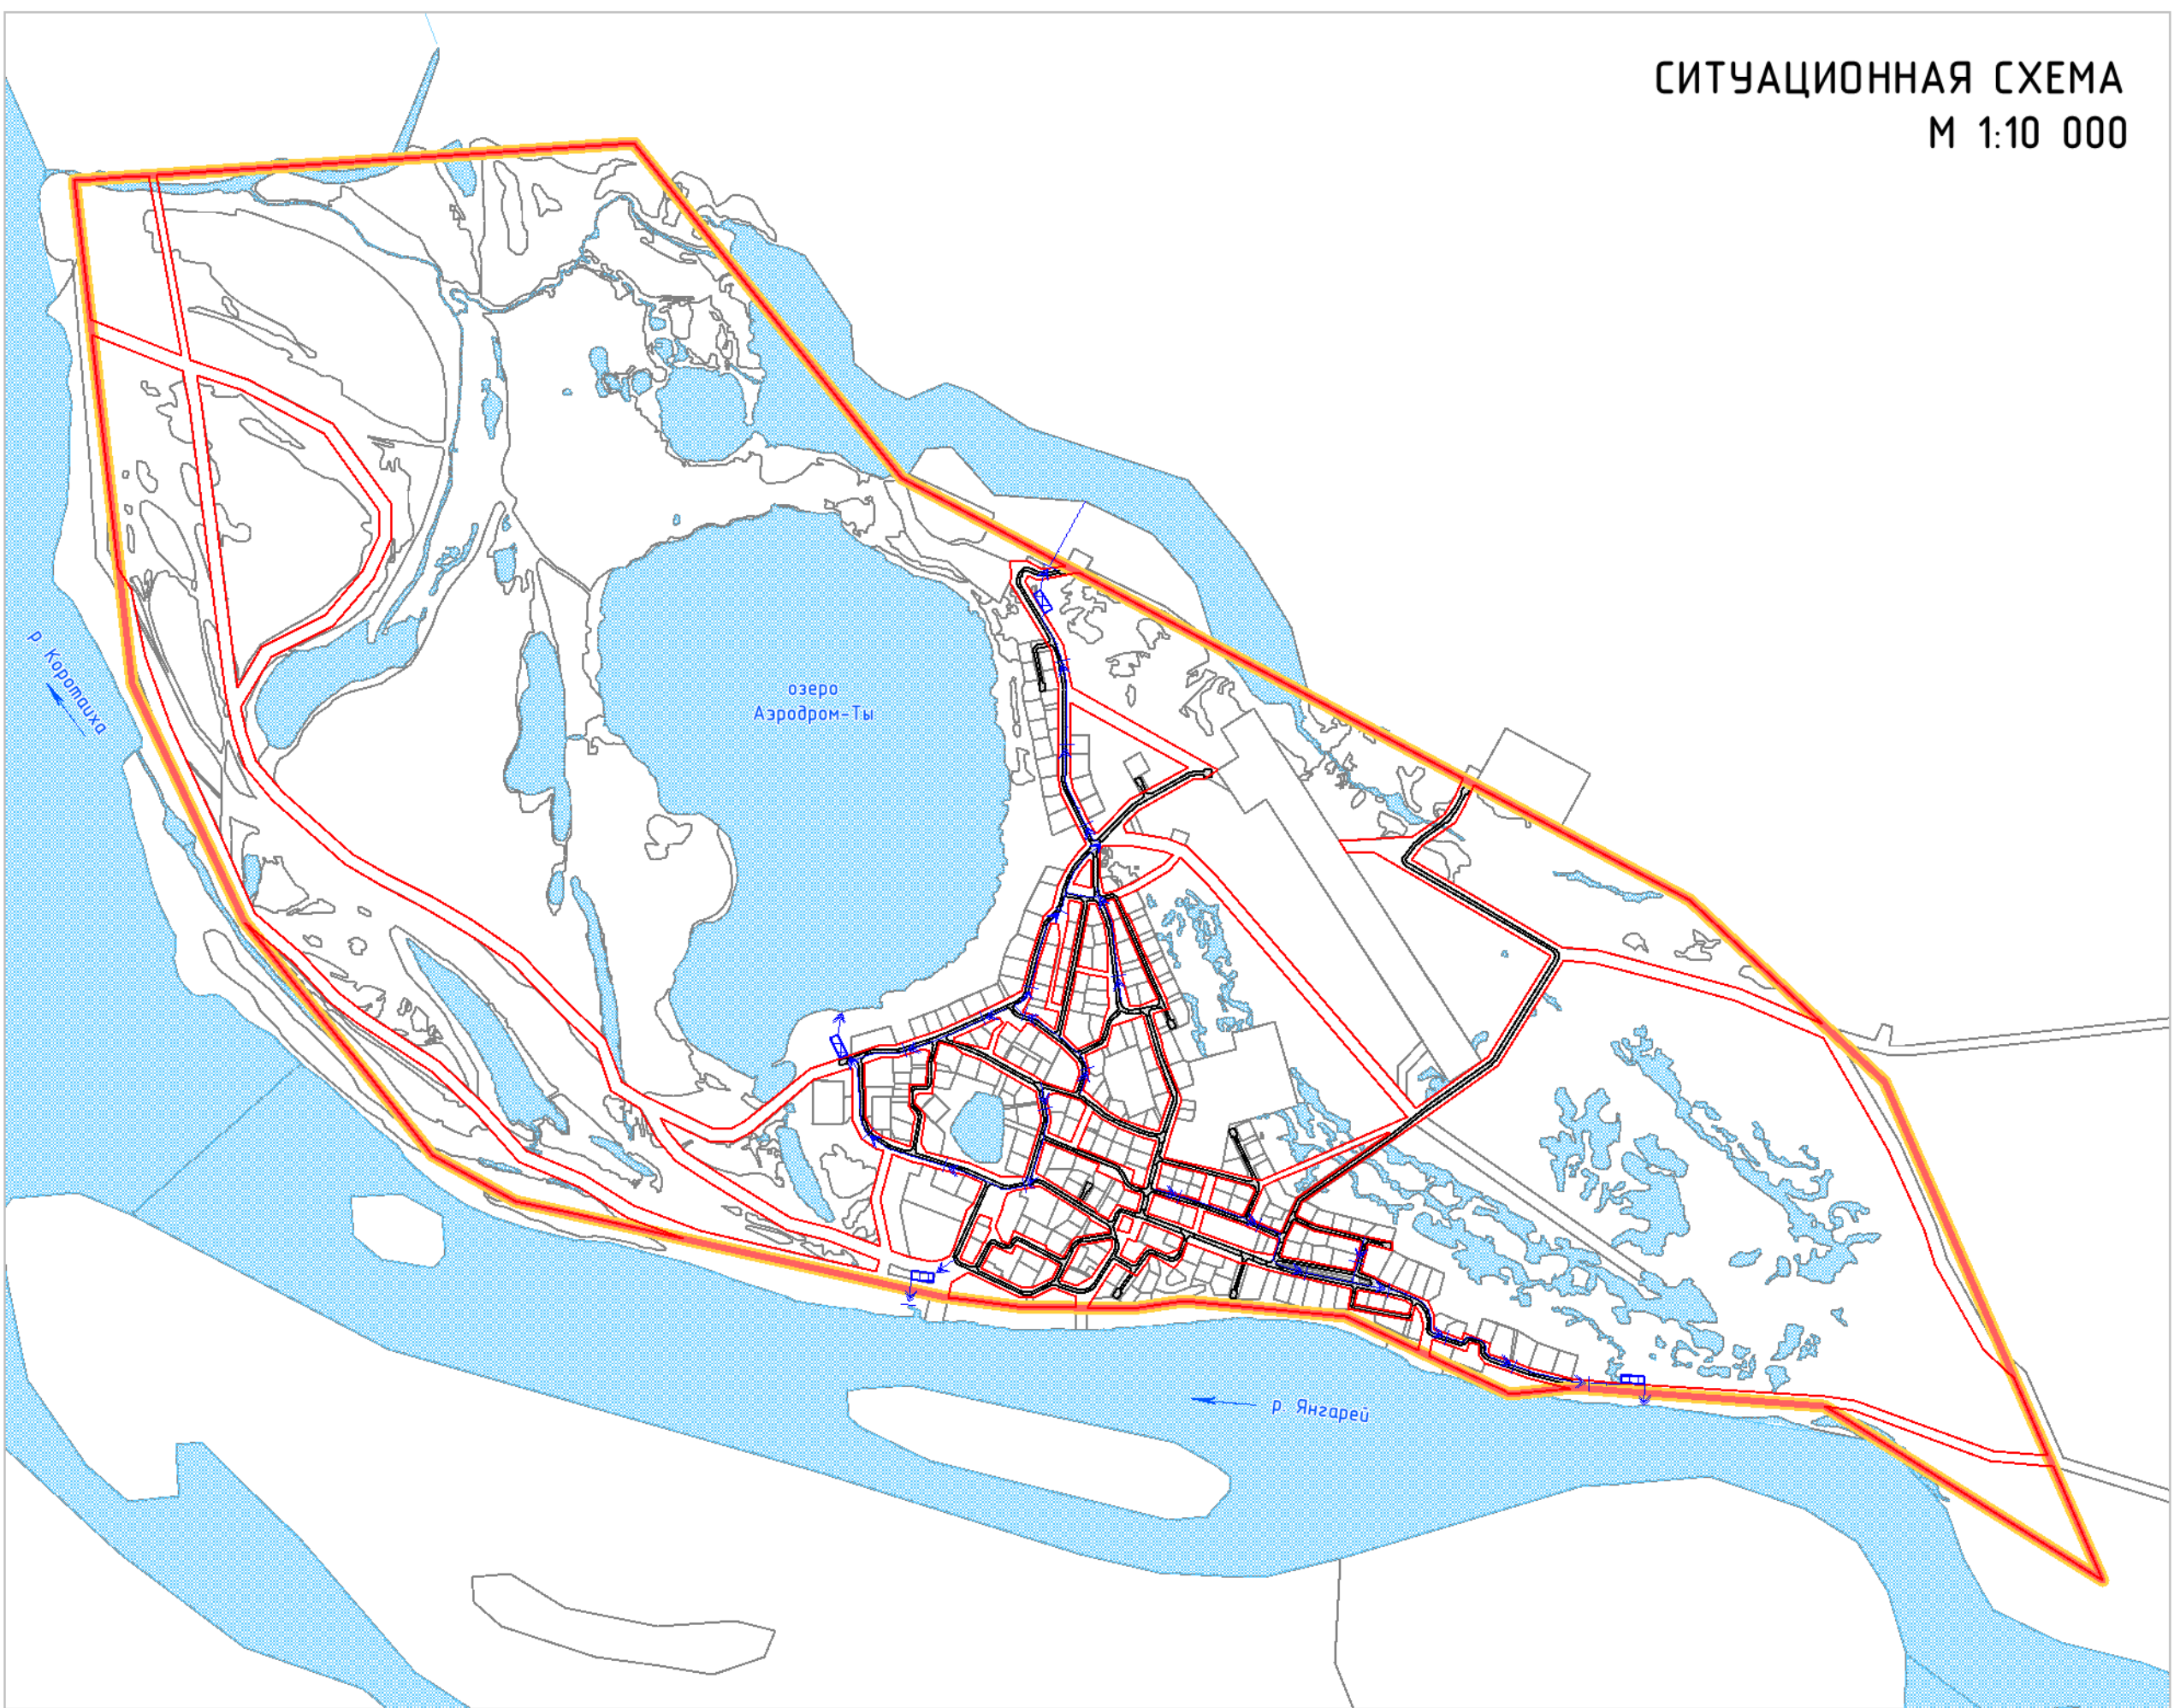 СИТУАЦИОННАЯ СХЕМА
М 1:10 000
р. Коротаиха
озеро
Аэродром-Ты
р. Янгарей